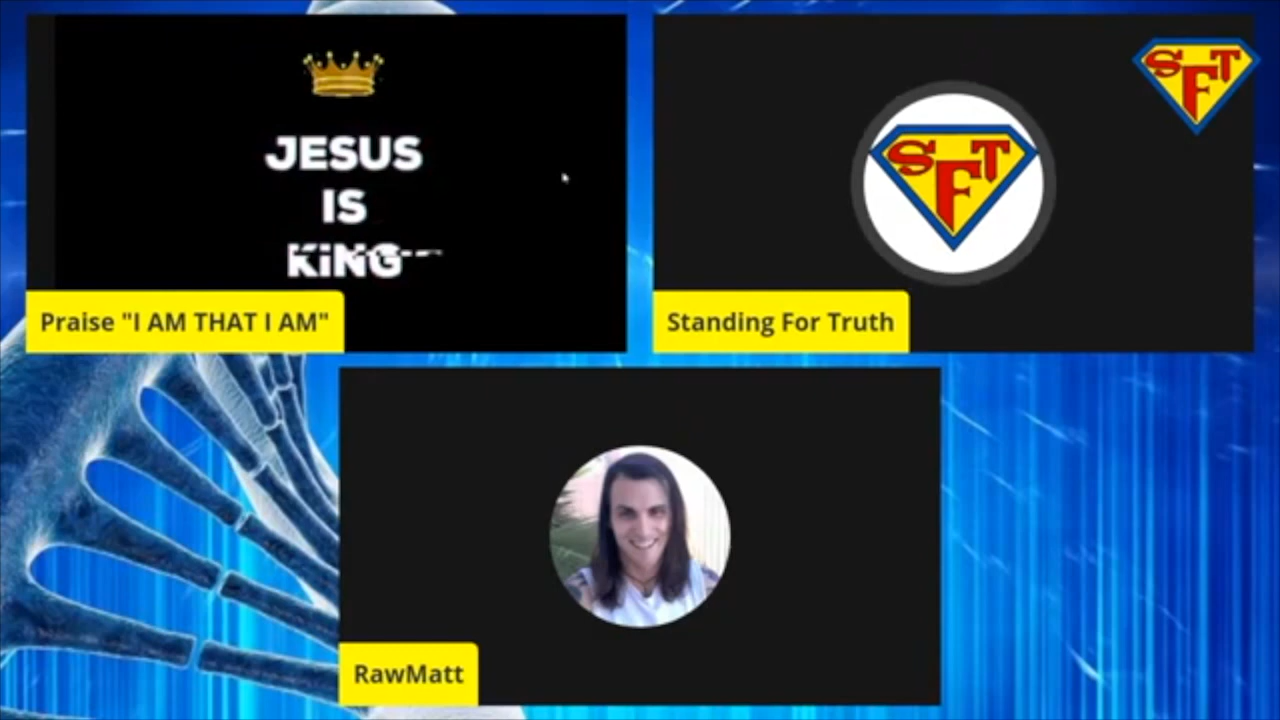 JESUS
IS
KiNG
Praise "I AM THAT I AM"
SFT
SFT
Standing For Truth
RawMatt